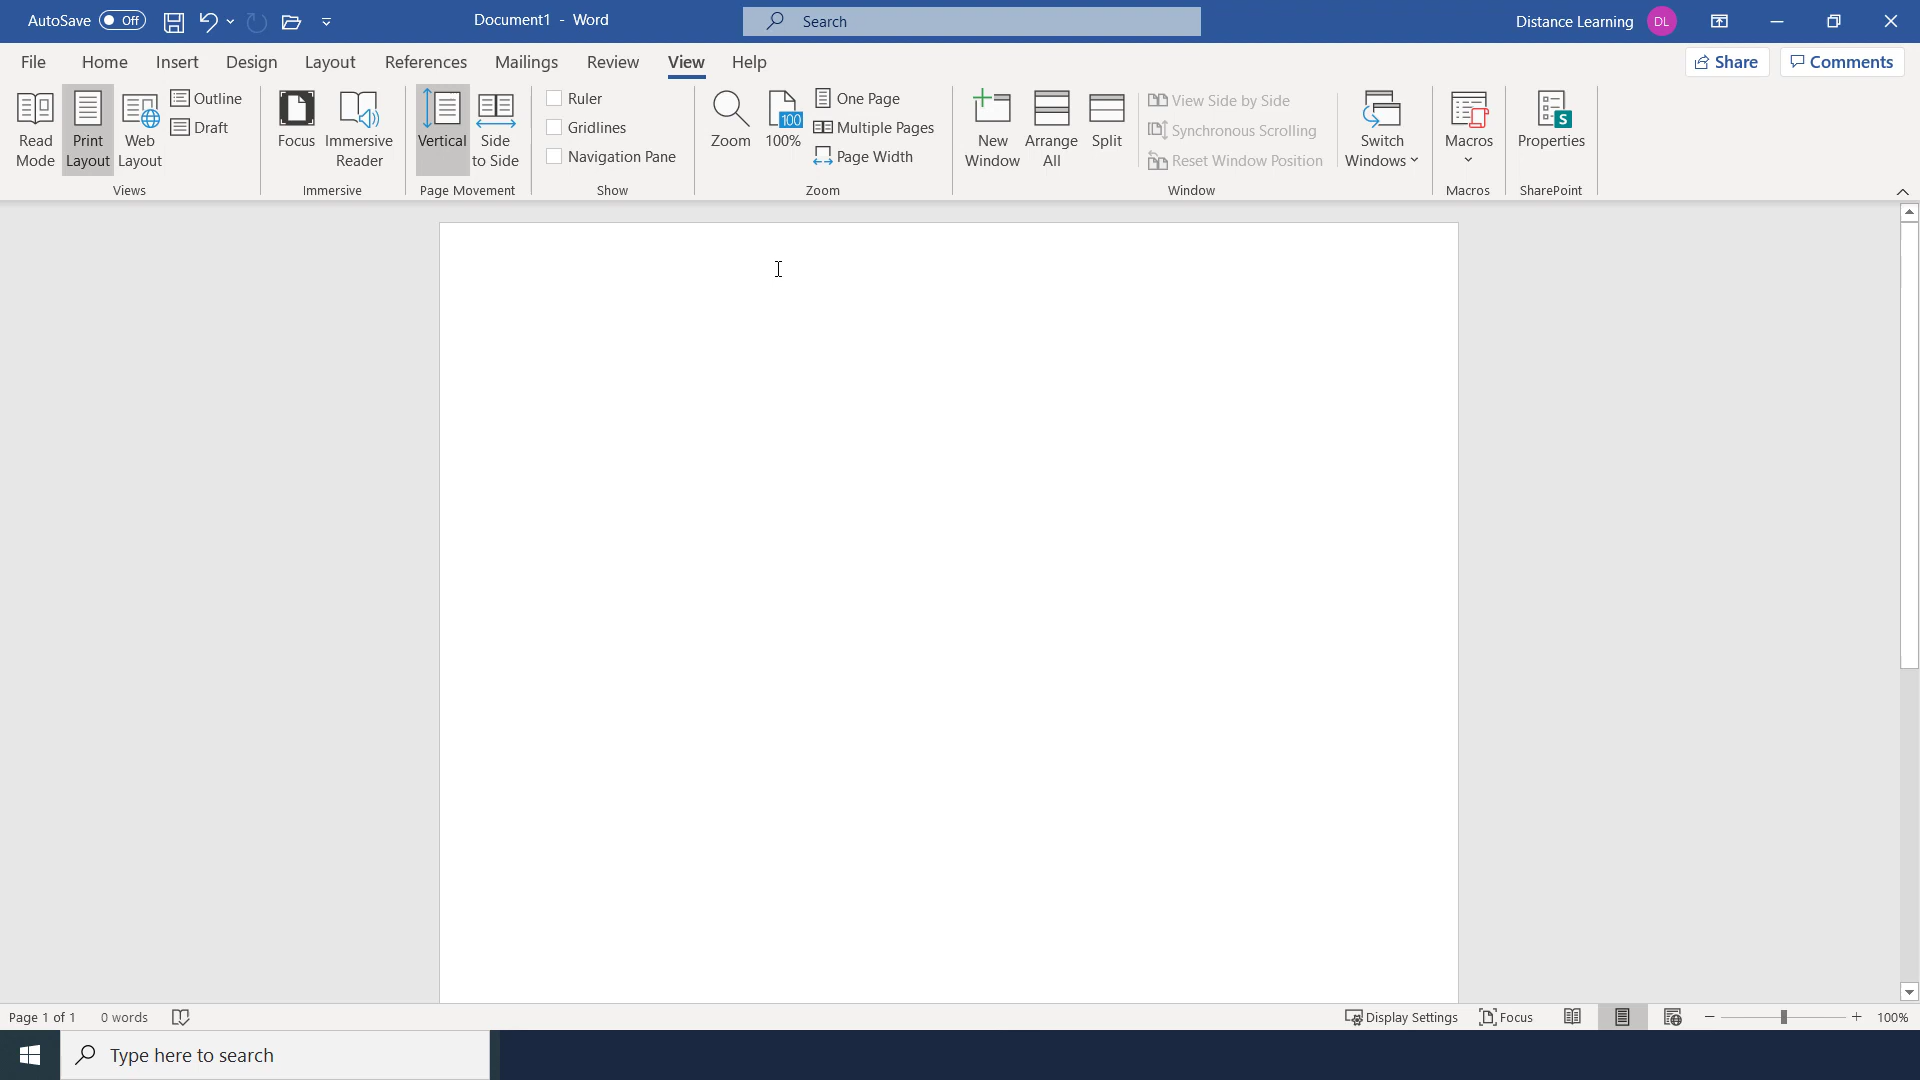 AutoSave Off Document1 - Word Search Distance Learning DL
File Home Insert Design Layout References Mailings Review View Help Share Comments
Read Mode
Print Layout
Web Layout
Outline
Draft
Views
Focus
Immersive Reader
Immersive
Vertical
Side to Side
Page Movement
Ruler
Gridlines
Navigation Pane
Show
Zoom
100
100%
One Page
Multiple Pages
Page Width
Zoom
New Window
Arrange All
Split
View Side by Side
Synchronous Scrolling
Reset Window Position
Switch Windows
Window
Macros
Macros
S
Properties
SharePoint
Page 1 of 1 0 words Display Settings Focus 100%
Type here to search